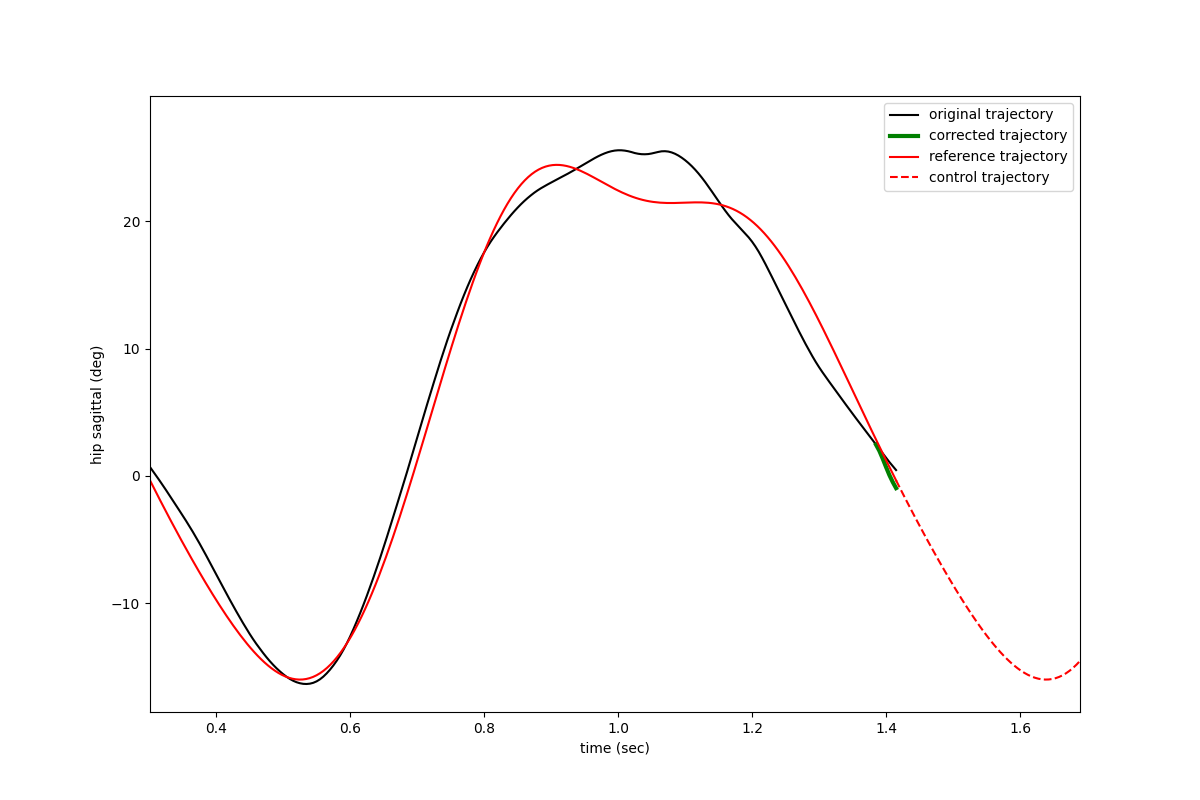 original trajectory
corrected trajectory
reference trajectory
control trajectory
20
10
0
−10
hip sagittal (deg)
0.4 0.6 0.8 1.0 1.2 1.4 1.6
time (sec)